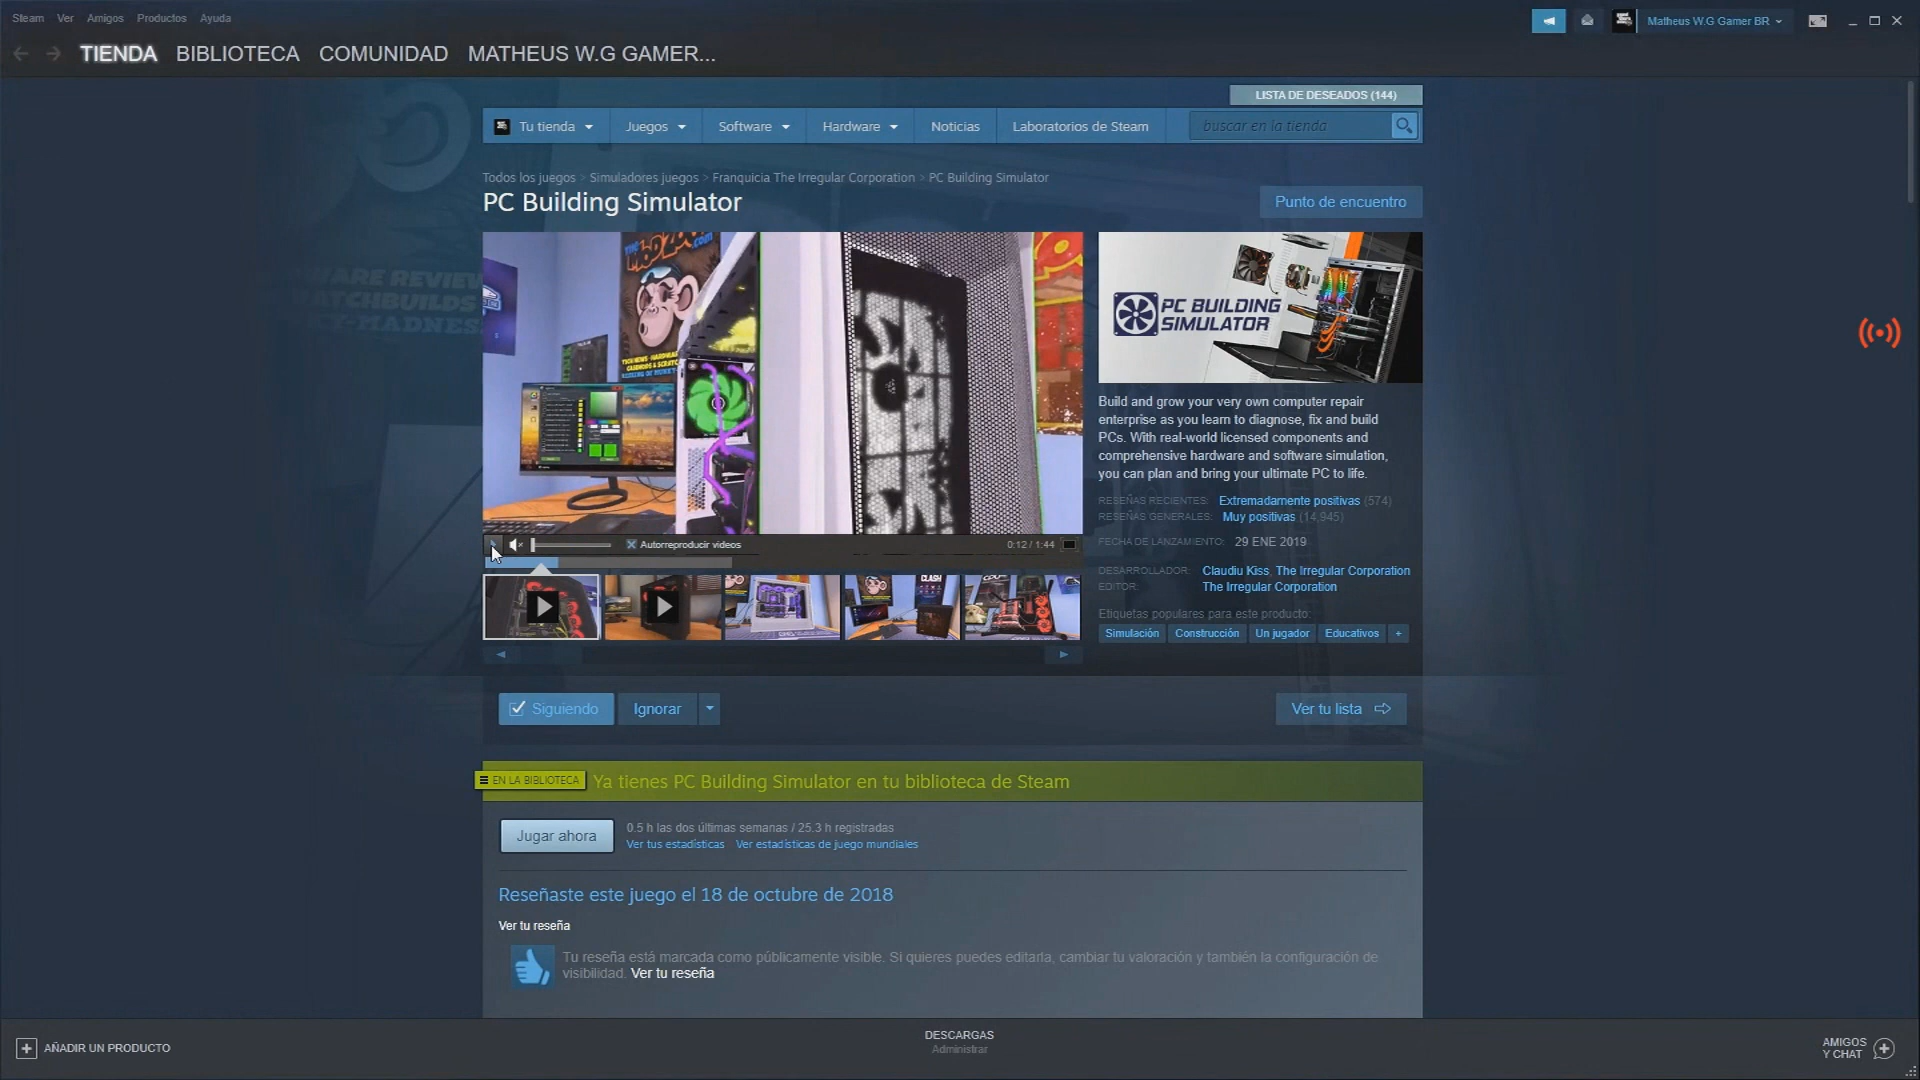 Steam Ver Amigos Productos Ayuda
Matheus W.G Gamer BR
TIENDA BIBLIOTECA COMUNIDAD MATHEUS W.G GAMER...
LISTA DE DESEADOS (144)
Tu tienda Juegos Software Hardware Noticias Laboratorios de Steam buscar en la tienda
Todos los juegos > Simuladores juegos > Franquicia The Irregular Corporation > PC Building Simulator
PC Building Simulator
Punto de encuentro
PC BUILDING
SIMULATOR
Build and grow your very own computer repair
enterprise as you learn to diagnose, fix and build
PCs. With real-world licensed components and
comprehensive hardware and software simulation,
you can plan and bring your ultimate PC to life.
RESEÑAS RECIENTES: Extremadamente positivas (574)
RESEÑAS GENERALES: Muy positivas (14,945)
FECHA DE LANZAMIENTO: 29 ENE 2019
DESARROLLADOR: Claudiu Kiss, The Irregular Corporation
EDITOR: The Irregular Corporation
Etiquetas populares para este producto:
Simulación Construcción Un jugador Educativos +
Autorreproducir videos 0:12 / 1:44
Siguiendo Ignorar Ver tu lista
EN LA BIBLIOTECA Ya tienes PC Building Simulator en tu biblioteca de Steam
Jugar ahora
0.5 h las dos últimas semanas / 25.3 h registradas
Ver tus estadísticas Ver estadísticas de juego mundiales
Reseñaste este juego el 18 de octubre de 2018
Ver tu reseña
Tu reseña está marcada como públicamente visible. Si quieres puedes editarla, cambiar tu valoración y también la configuración de
visibilidad. Ver tu reseña
AÑADIR UN PRODUCTO
DESCARGAS
Administrar
AMIGOS
Y CHAT